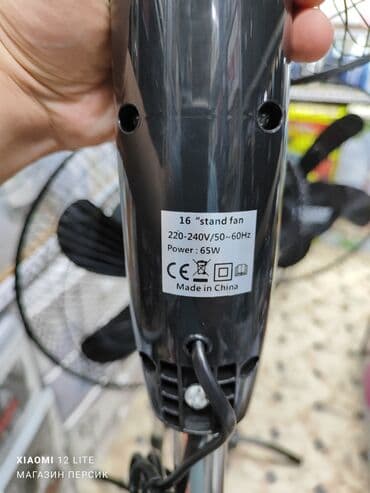 16 "stand fan
220-240V/50~60Hz
Power : 65W
CE
Made in China
XIAOMI 12 LITE
МАГАЗИН ПЕРСИК